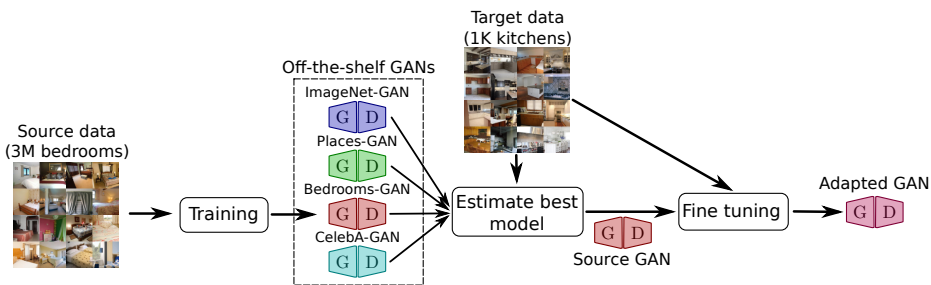 Source data
(3M bedrooms)
Training
Off-the-shelf GANs
ImageNet-GAN
G D
Places-GAN
G D
Bedrooms-GAN
G D
CelebA-GAN
G D
Target data
(1K kitchens)
Estimate best
model
G D
Source GAN
Fine tuning
Adapted GAN
G D